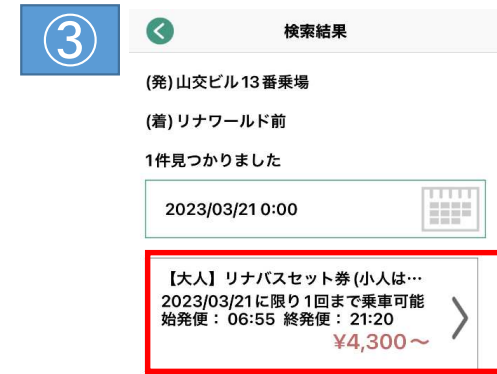 ③
検索結果
(発)山交ビル13番乗場
(着)リナワールド前
1件見つかりました
2023/03/21 0:00
【大人】リナバスセット券(小人は…
2023/03/21に限り1回まで乗車可能
始発便： 06:55 終発便： 21:20
¥4,300～